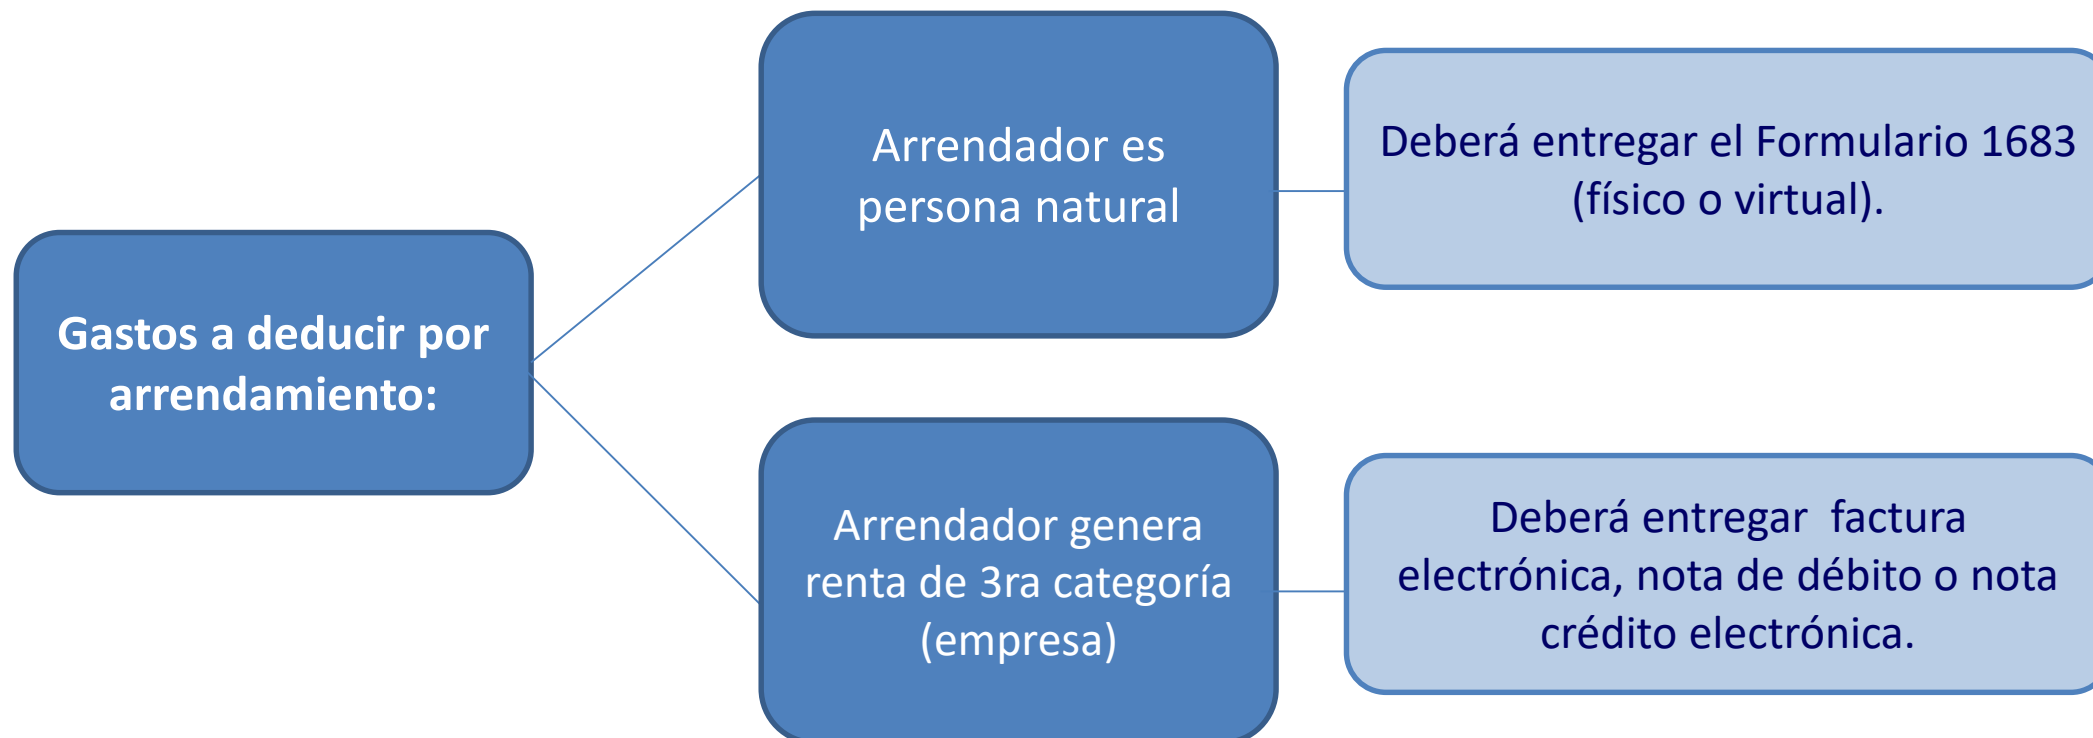 Gastos a deducir por
arrendamiento:
Arrendador es
persona natural
Deberá entregar el Formulario 1683
(físico o virtual).
Arrendador genera
renta de 3ra categoría
(empresa)
Deberá entregar  factura
electrónica, nota de débito o nota
crédito electrónica.